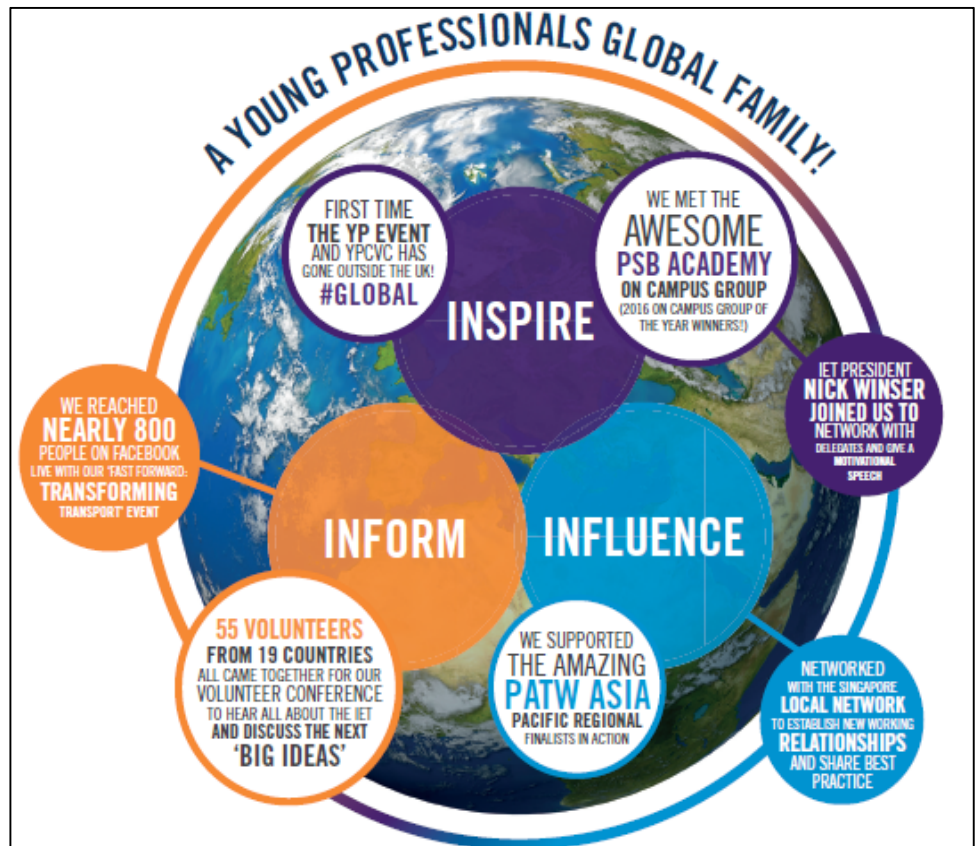 A YOUNG PROFESSIONALS GLOBAL FAMILY!
FIRST TIME
THE YP EVENT
AND YPCVC HAS
GONE OUTSIDE THE UK!
#GLOBAL
WE MET THE
AWESOME
PSB ACADEMY
ON CAMPUS GROUP
(2016 ON CAMPUS GROUP OF
THE YEAR WINNERS!)
INSPIRE
IET PRESIDENT
NICK WINSER
JOINED US TO
NETWORK WITH
DELEGATES AND GIVE A
MOTIVATIONAL
SPEECH
WE REACHED
NEARLY 800
PEOPLE ON FACEBOOK
LIVE WITH OUR 'FAST FORWARD:
TRANSFORMING
TRANSPORT' EVENT
INFORM
INFLUENCE
55 VOLUNTEERS
FROM 19 COUNTRIES
ALL CAME TOGETHER FOR OUR
VOLUNTEER CONFERENCE
TO HEAR ALL ABOUT THE IET
AND DISCUSS THE NEXT
'BIG IDEAS'
WE SUPPORTED
THE AMAZING
PATW ASIA
PACIFIC REGIONAL
FINALISTS IN ACTION
NETWORKED
WITH THE SINGAPORE
LOCAL NETWORK
TO ESTABLISH NEW WORKING
RELATIONSHIPS
AND SHARE BEST
PRACTICE